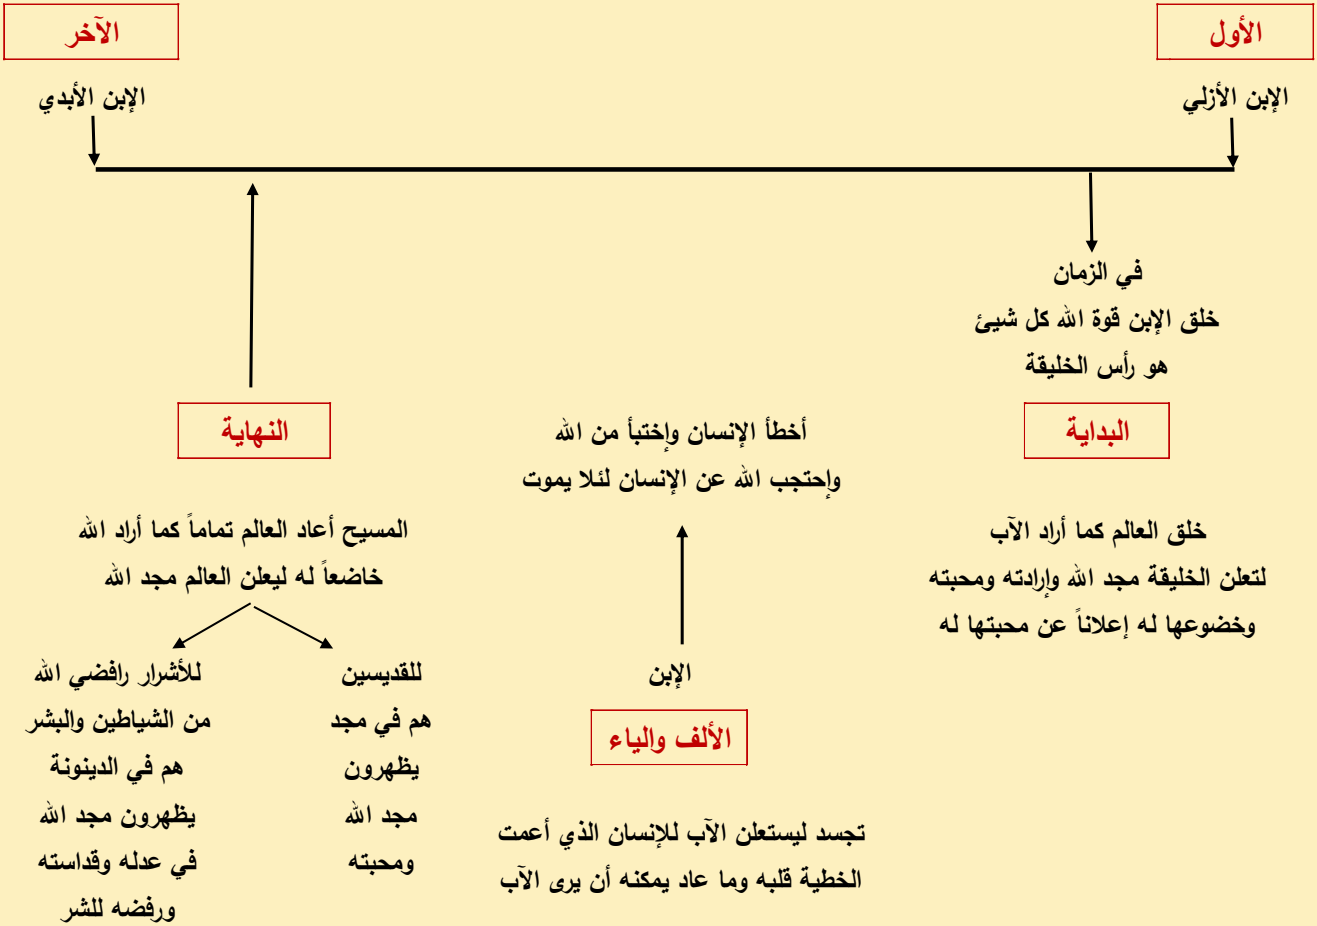 الأول
الآخر
الإبن الأزلي
الإبن الأبدي
في الزمان
خلق الإبن قوة الله كل شيئ
هو رأس الخليقة
البداية
خلق العالم كما أراد الآب
لتعلن الخليقة مجد الله وإرادته ومحبته
وخضوعها له إعلاناً عن محبتها له
أخطأ الإنسان وإختبأ من الله
وإحتجب الله عن الإنسان لئلا يموت
الإبن
الألف والياء
تجسد ليستعلن الآب للإنسان الذي أعمت
الخطية قلبه وما عاد يمكنه أن يرى الآب
النهاية
المسيح أعاد العالم تماماً كما أراد الله
خاضعاً له ليعلن العالم مجد الله
للقديسين
هم في مجد
يظهرون
مجد الله
ومحبته
للأشرار رافضي الله
من الشياطين والبشر
هم في الدينونة
يظهرون مجد الله
في عدله وقداسته
ورفضه للشر